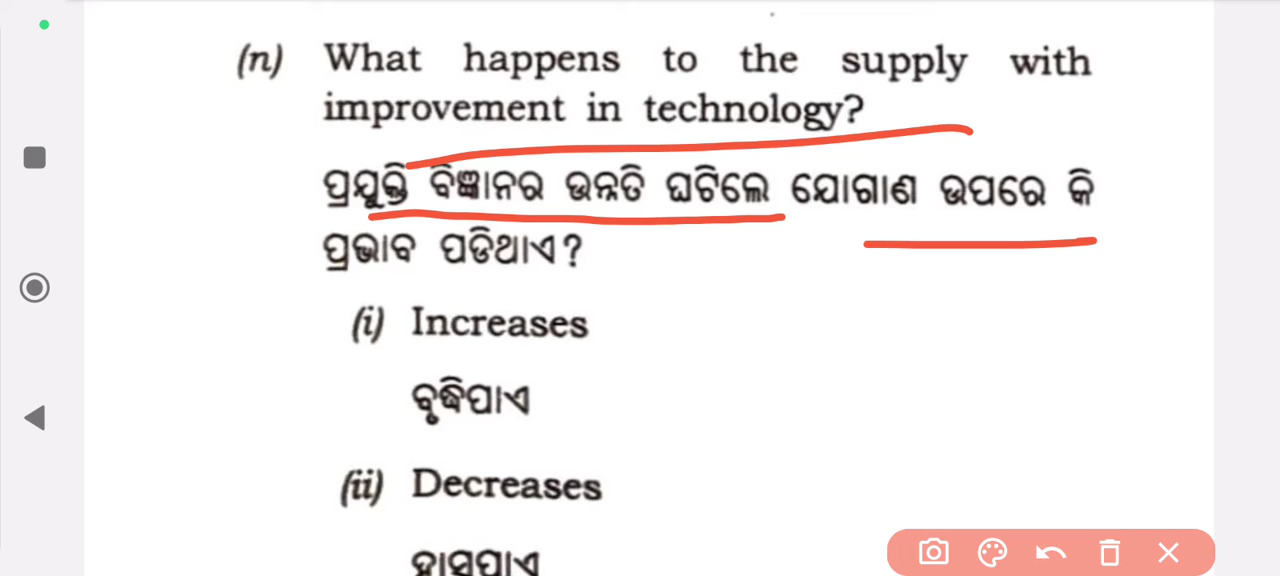 (n) What happens to the supply with
improvement in technology?
ପ୍ରଯୁକ୍ତି ବିଜ୍ଞାନର ଉନ୍ନତି ଘଟିଲେ ଯୋଗାଣ ଉପରେ କି
ପ୍ରଭାବ ପଡିଥାଏ?
(i) Increases
ବୃଦ୍ଧିପାଏ
(ii) Decreases
ହ୍ରାସପାଏ